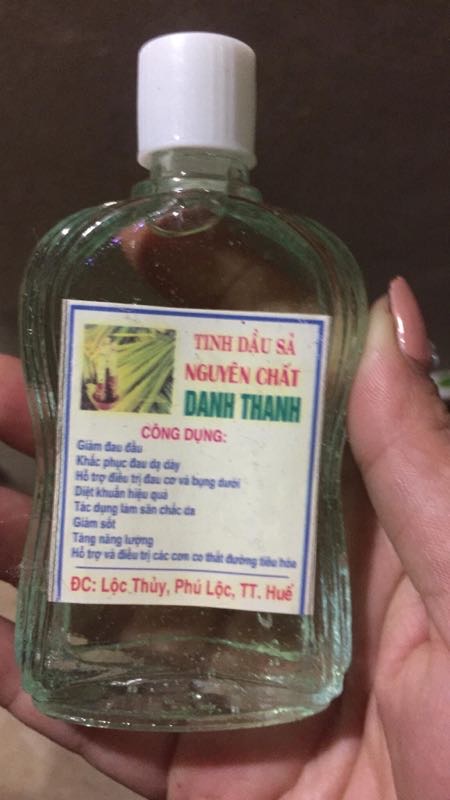 TINH DẦU SẢ
NGUYÊN CHẤT
DANH THANH
CÔNG DỤNG:
Giảm đau đầu
Khắc phục đau dạ dày
Hỗ trợ điều trị đau cơ và bụng dưới
Diệt khuẩn hiệu quả
Tác dụng làm săn chắc da
Giảm sốt
Tăng năng lượng
Hỗ trợ và điều trị các cơn co thắt đường tiêu hóa
ĐC: Lộc Thủy, Phú Lộc, TT. Huế